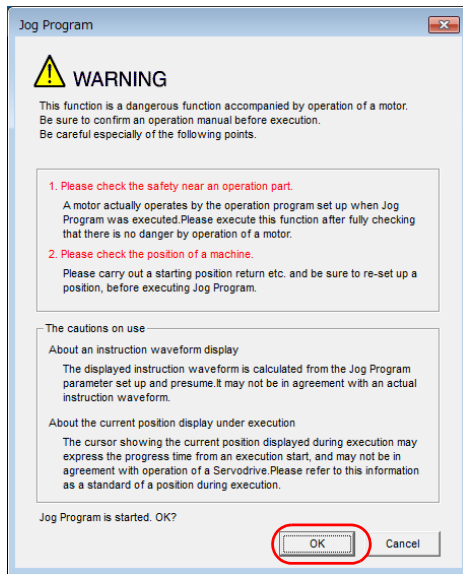 Jog Program
WARNING
This function is a dangerous function accompanied by operation of a motor.
Be sure to confirm an operation manual before execution.
Be careful especially of the following points.
1. Please check the safety near an operation part.
A motor actually operates by the operation program set up when Jog
Program was executed.Please execute this function after fully checking
that there is no danger by operation of a motor.
2. Please check the position of a machine.
Please carry out a starting position return etc. and be sure to re-set up a
position, before executing Jog Program.
The cautions on use
About an instruction waveform display
The displayed instruction waveform is calculated from the Jog Program
parameter set up and presume.It may not be in agreement with an actual
instruction waveform.
About the current position display under execution
The cursor showing the current position displayed during execution may
express the progress time from an execution start, and may not be in
agreement with operation of a Servodrive.Please refer to this information
as a standard of a position during execution.
Jog Program is started. OK?
OK
Cancel